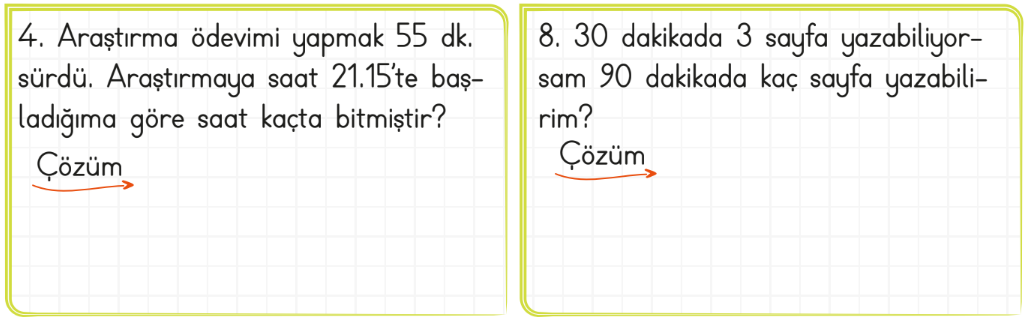 4. Araştırma ödevimi yapmak 55 dk.
sürdü. Araştırmaya saat 21.15'te baş-
ladığıma göre saat kaçta bitmiştir?
Çözüm
8. 30 dakikada 3 sayfa yazabiliyor-
sam 90 dakikada kaç sayfa yazabili-
rim?
Çözüm